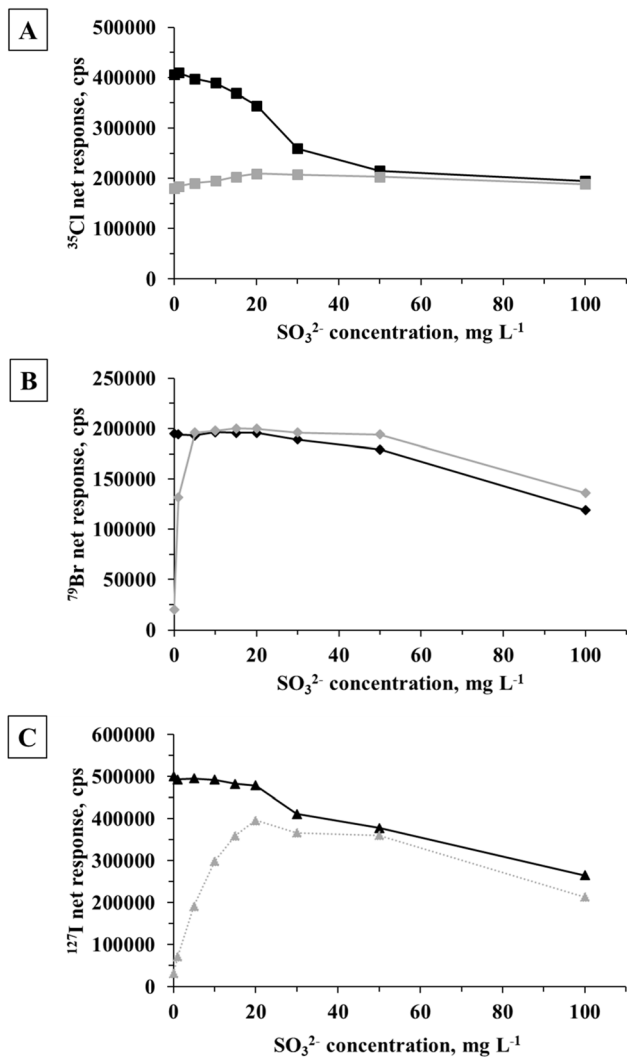 A
³⁵Cl net response, cps
500000
400000
300000
200000
100000
0
0 20 40 60 80 100
SO₃²⁻ concentration, mg L⁻¹
B
⁷⁹Br net response, cps
250000
200000
150000
100000
50000
0
0 20 40 60 80 100
SO₃²⁻ concentration, mg L⁻¹
C
¹²⁷I net response, cps
600000
500000
400000
300000
200000
100000
0
0 20 40 60 80 100
SO₃²⁻ concentration, mg L⁻¹